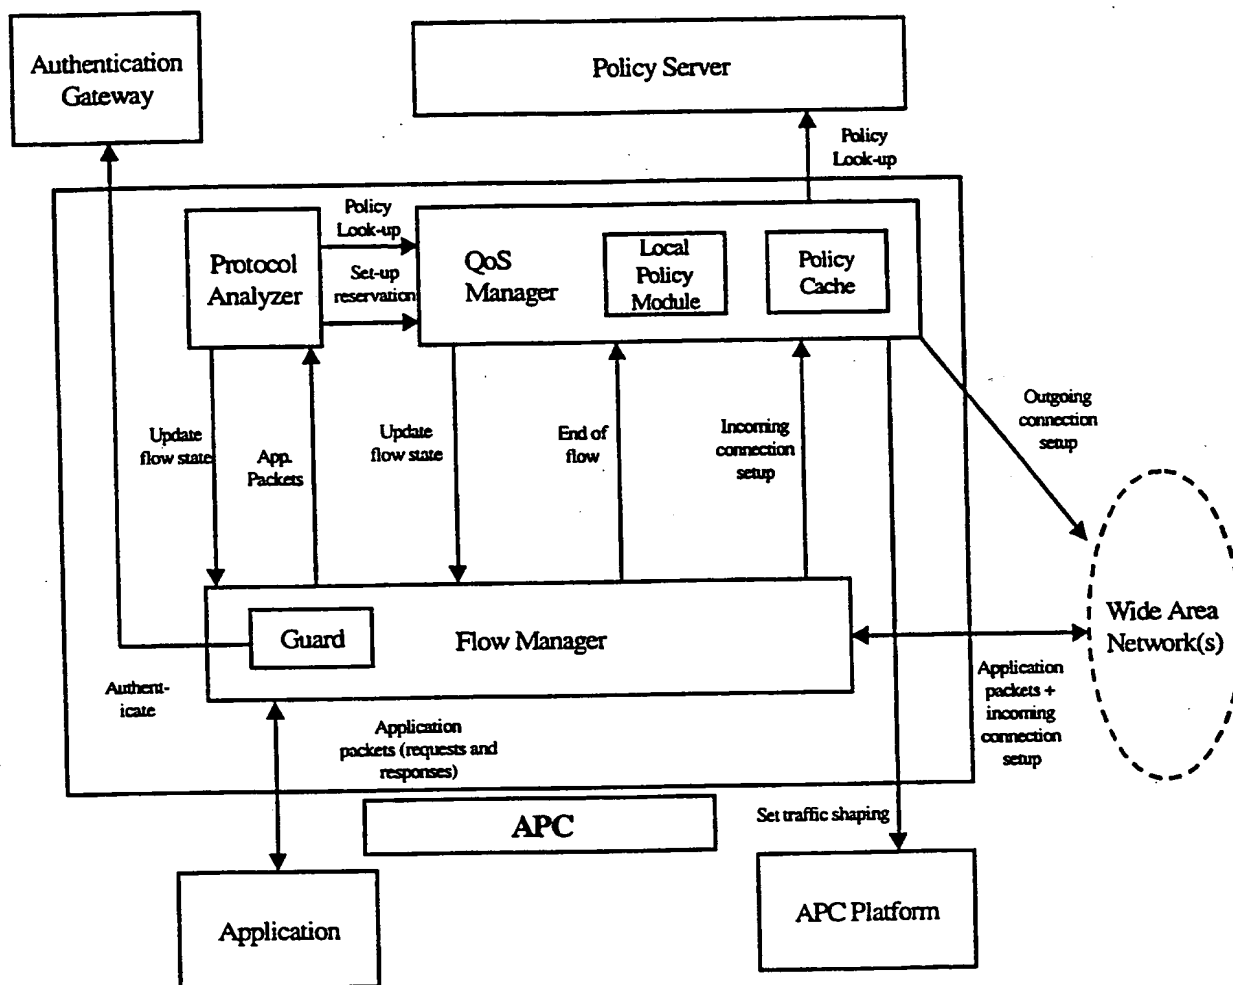 Authentication
Gateway
Policy Server
Policy
Look-up
Policy
Look-up
Protocol
Analyzer
Set-up
reservation
QoS
Manager
Local
Policy
Module
Policy
Cache
Update
flow state
App.
Packets
Update
flow state
End of
flow
Incoming
connection
setup
Outgoing
connection
setup
Guard
Flow Manager
Wide Area
Network(s)
Authent-
icate
Application
packets (requests and
responses)
Application
packets +
incoming
connection
setup
APC
Set traffic shaping
Application
APC Platform